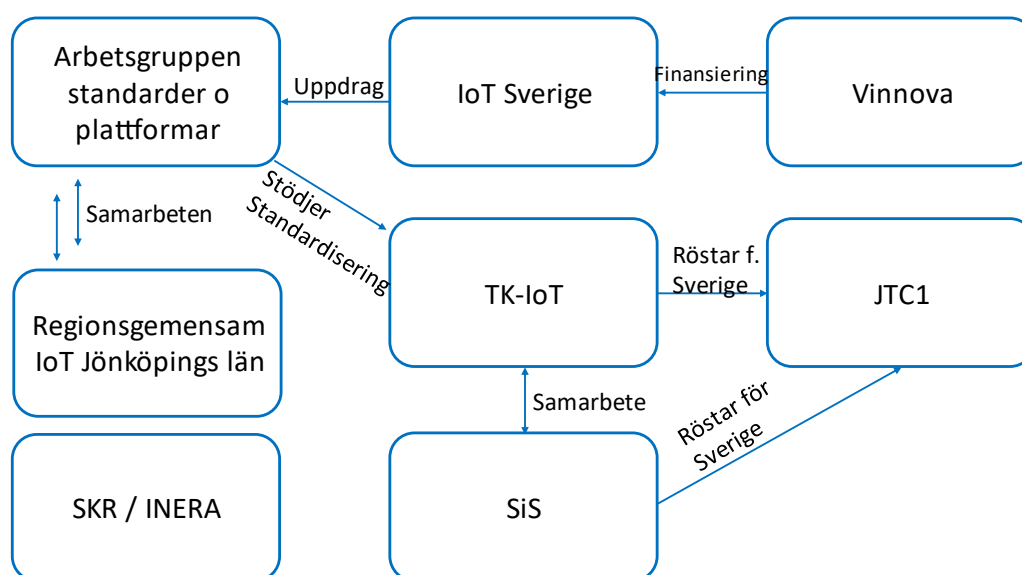 Arbetsgruppen
standarder o
plattformar
Uppdrag
IoT Sverige
Finansiering
Vinnova
Samarbeten
Stödjer
Standardisering
Regionsgemensam
IoT Jönköpings län
TK-IoT
Röstar f.
Sverige
JTC1
Samarbete
Röstar för
Sverige
SKR / INERA
SiS